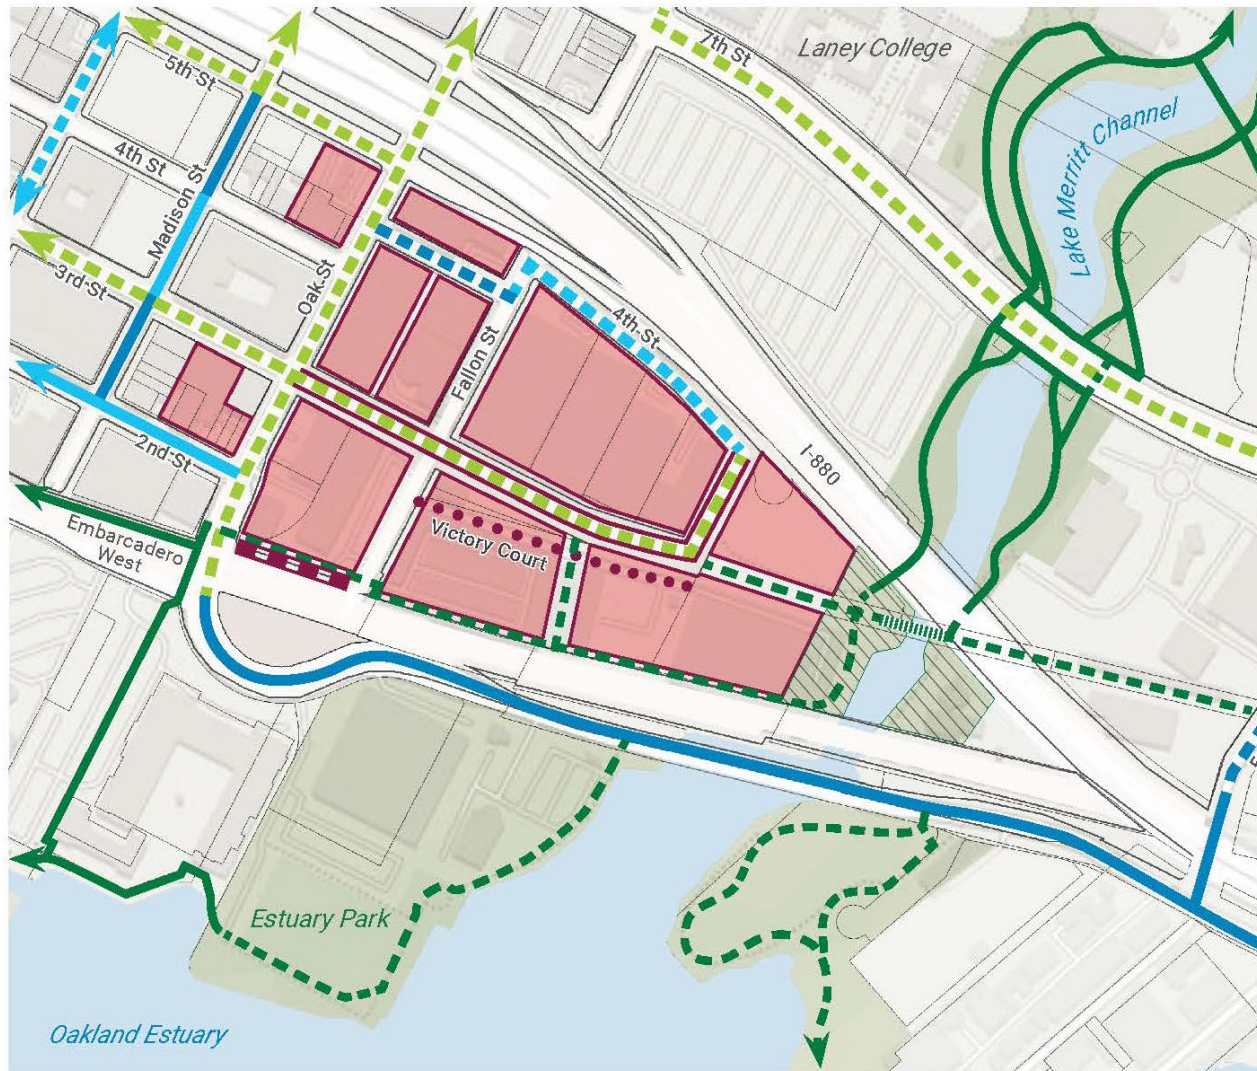 7th St
Laney College
5th St
Lake Merritt Channel
4th St
Madison St
3rd St
Oak St
4th St
Fallon St
I-880
2nd St
Victory Court
Embarcadero
West
Estuary Park
Oakland Estuary